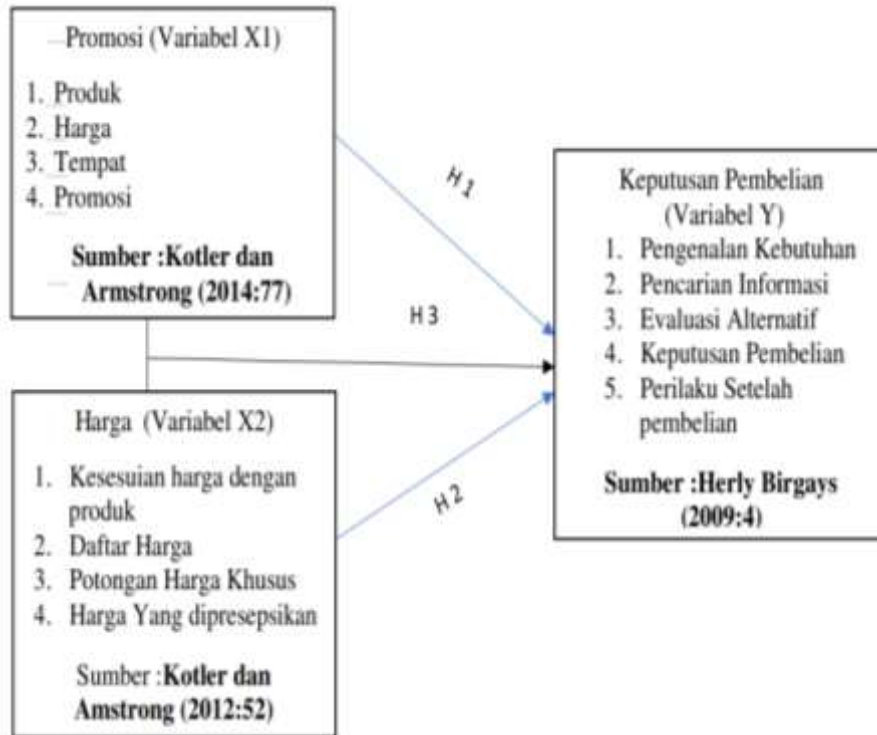 Promosi (Variabel X1)
1. Produk
2. Harga
3. Tempat
4. Promosi
Sumber :Kotler dan
Armstrong (2014:77)
H 1
H 3
H 2
Harga (Variabel X2)
1. Kesesuian harga dengan
produk
2. Daftar Harga
3. Potongan Harga Khusus
4. Harga Yang dipresepsikan
Sumber :Kotler dan
Amstrong (2012:52)
Keputusan Pembelian
(Variabel Y)
1. Pengenalan Kebutuhan
2. Pencarian Informasi
3. Evaluasi Alternatif
4. Keputusan Pembelian
5. Perilaku Setelah
pembelian
Sumber :Herly Birgays
(2009:4)